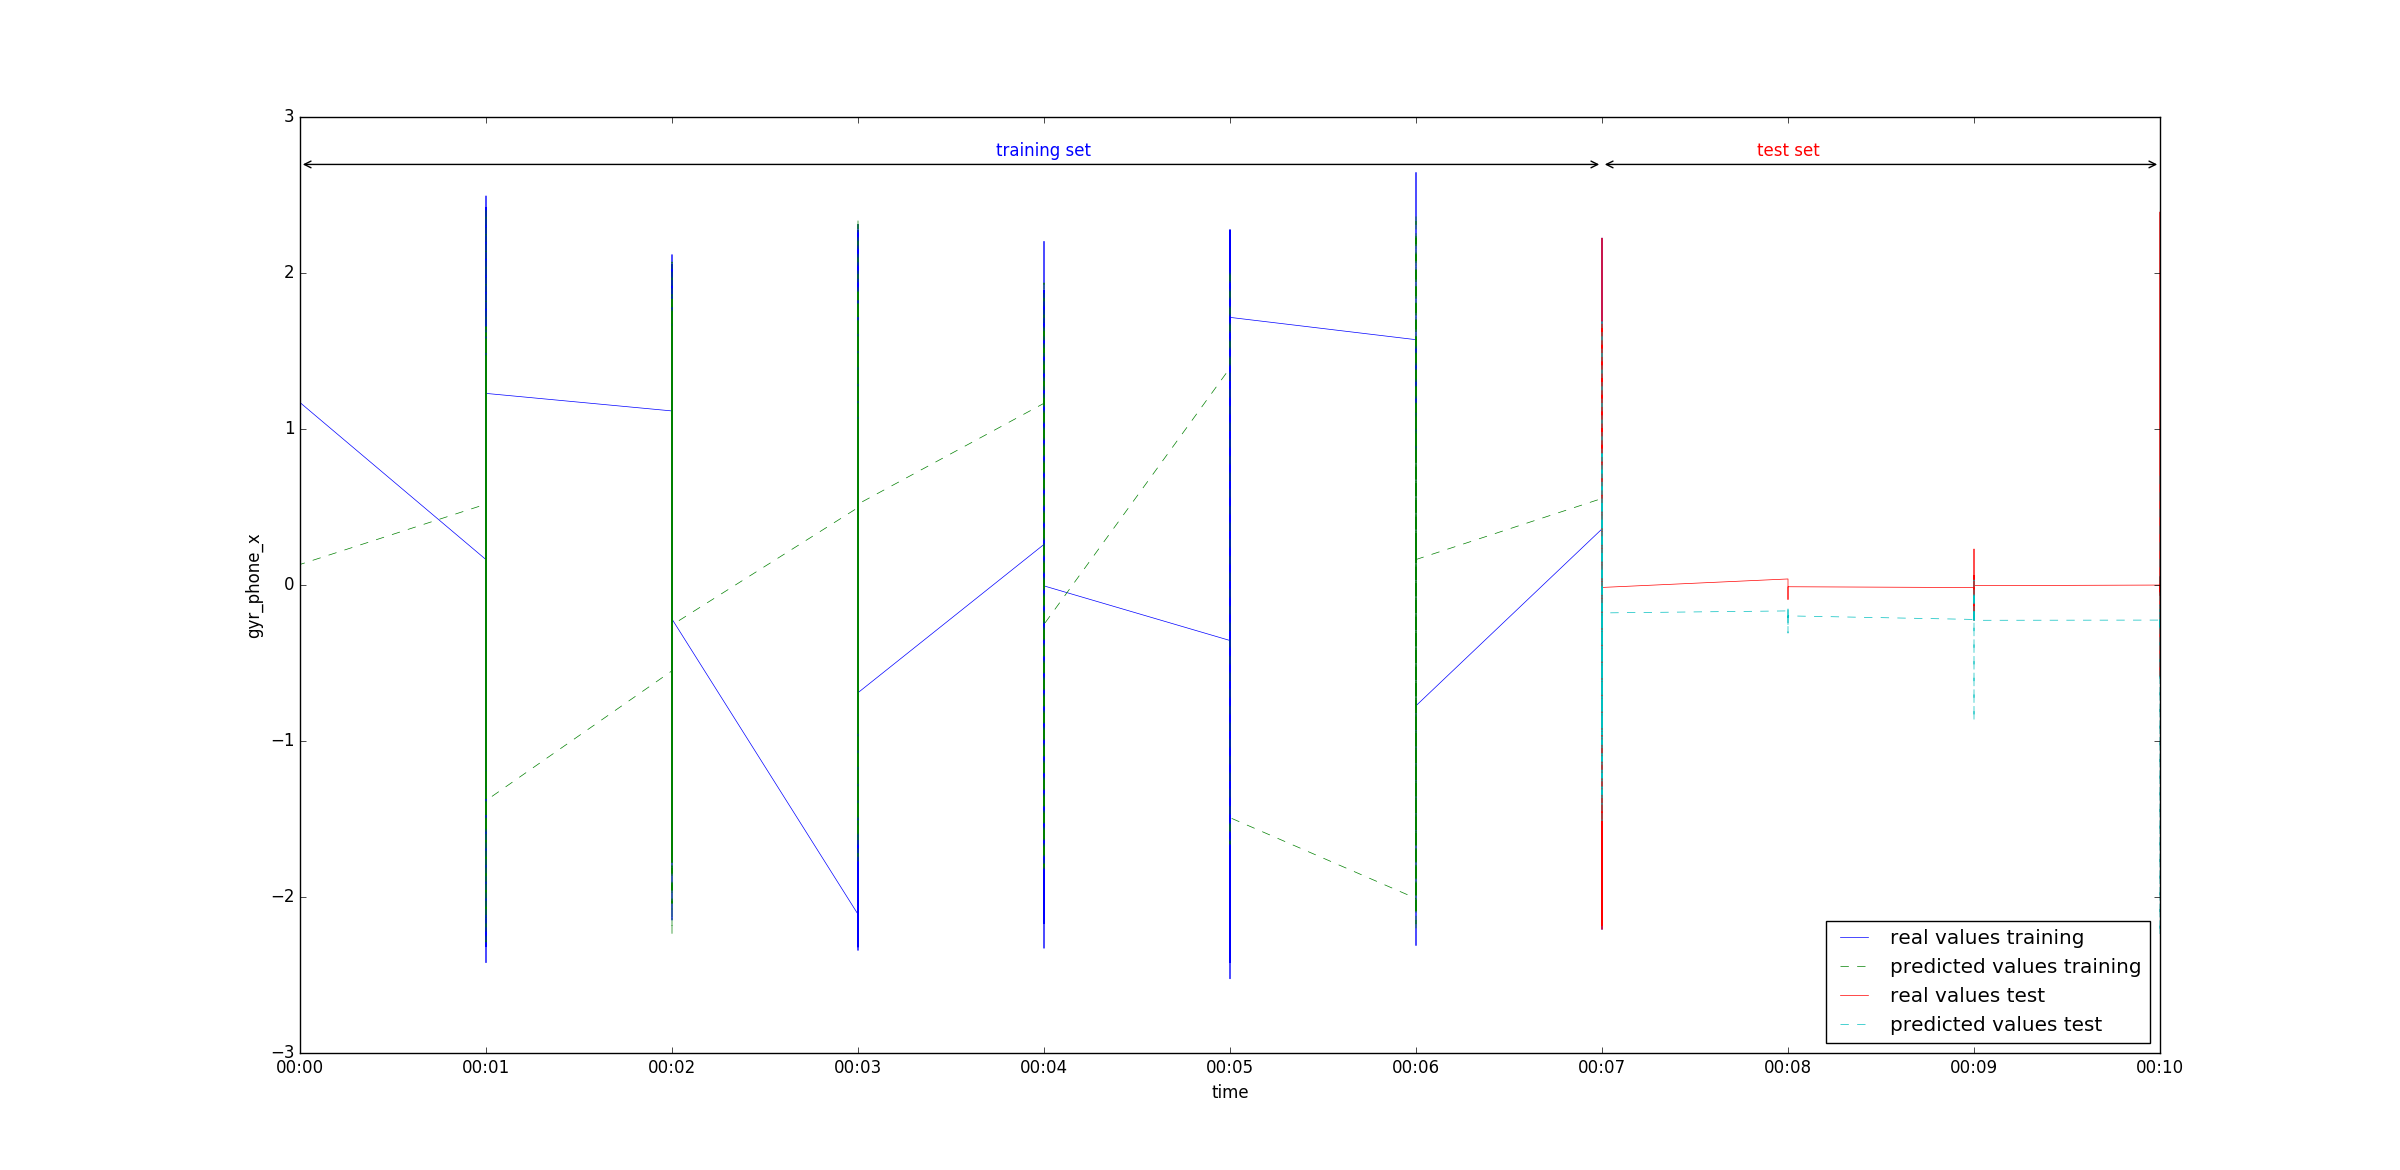 training set
test set
3
2
1
0
−1
−2
−3
gyr_phone_x
00:00 00:01 00:02 00:03 00:04 00:05 00:06 00:07 00:08 00:09 00:10
time
real values training
predicted values training
real values test
predicted values test